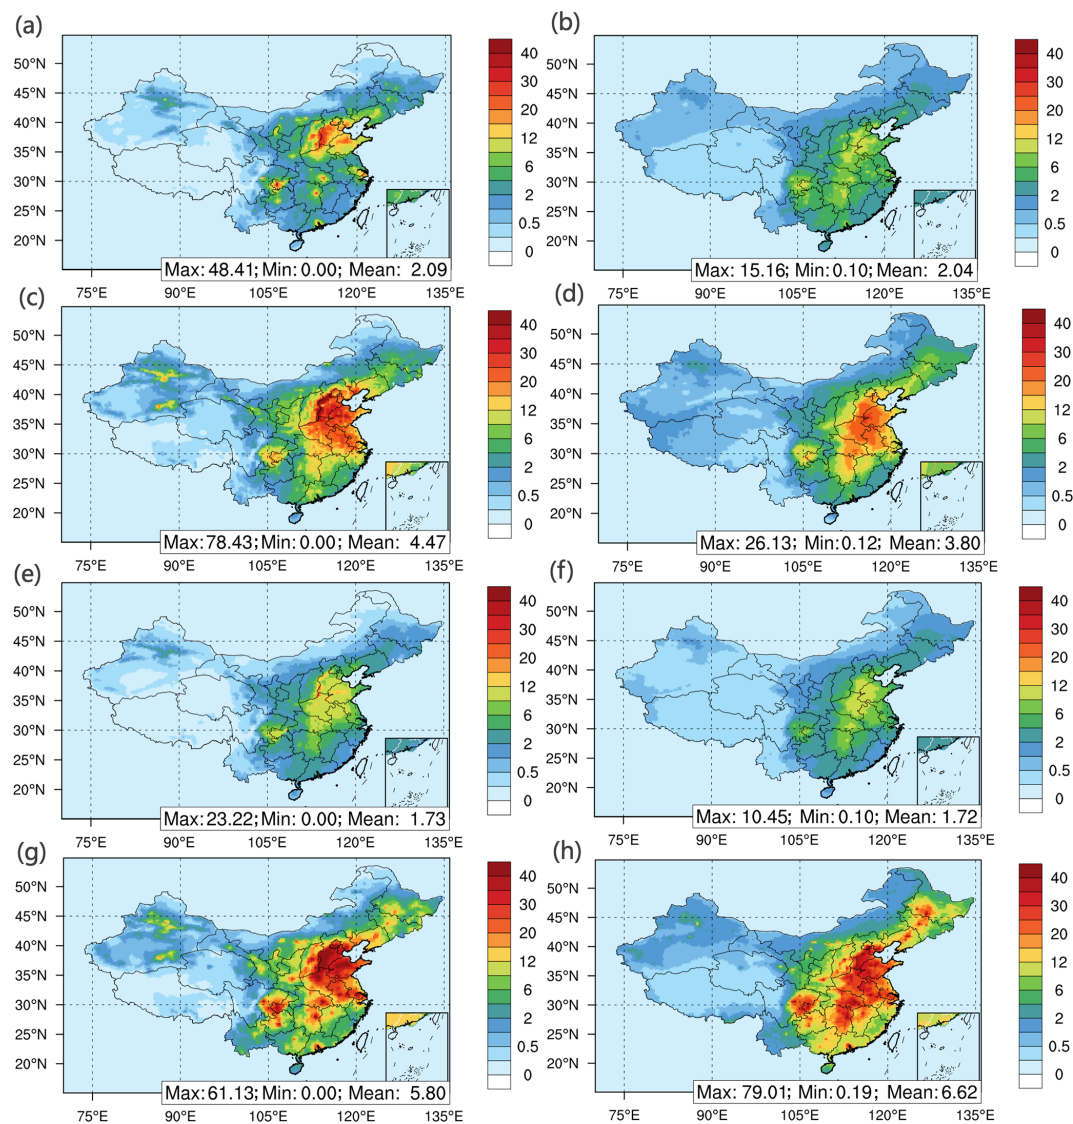 (a) (b)
50°N 40 50°N 40
45°N 30 45°N 30
40°N 20 40°N 20
35°N 12 35°N 12
30°N 6 30°N 6
25°N 2 25°N 2
20°N 0.5 20°N 0.5
0 0
Max: 48.41; Min: 0.00; Mean: 2.09 Max: 15.16; Min: 0.10; Mean: 2.04
75°E 90°E 105°E 120°E 135°E 75°E 90°E 105°E 120°E 135°E
(c) (d)
50°N 40 50°N 40
45°N 30 45°N 30
40°N 20 40°N 20
35°N 12 35°N 12
30°N 6 30°N 6
25°N 2 25°N 2
20°N 0.5 20°N 0.5
0 0
Max: 78.43; Min: 0.00; Mean: 4.47 Max: 26.13; Min: 0.12; Mean: 3.80
75°E 90°E 105°E 120°E 135°E 75°E 90°E 105°E 120°E 135°E
(e) (f)
50°N 40 50°N 40
45°N 30 45°N 30
40°N 20 40°N 20
35°N 12 35°N 12
30°N 6 30°N 6
25°N 2 25°N 2
20°N 0.5 20°N 0.5
0 0
Max: 23.22; Min: 0.00; Mean: 1.73 Max: 10.45; Min: 0.10; Mean: 1.72
75°E 90°E 105°E 120°E 135°E 75°E 90°E 105°E 120°E 135°E
(g) (h)
50°N 40 50°N 40
45°N 30 45°N 30
40°N 20 40°N 20
35°N 12 35°N 12
30°N 6 30°N 6
25°N 2 25°N 2
20°N 0.5 20°N 0.5
0 0
Max: 61.13; Min: 0.00; Mean: 5.80 Max: 79.01; Min: 0.19; Mean: 6.62
75°E 90°E 105°E 120°E 135°E 75°E 90°E 105°E 120°E 135°E